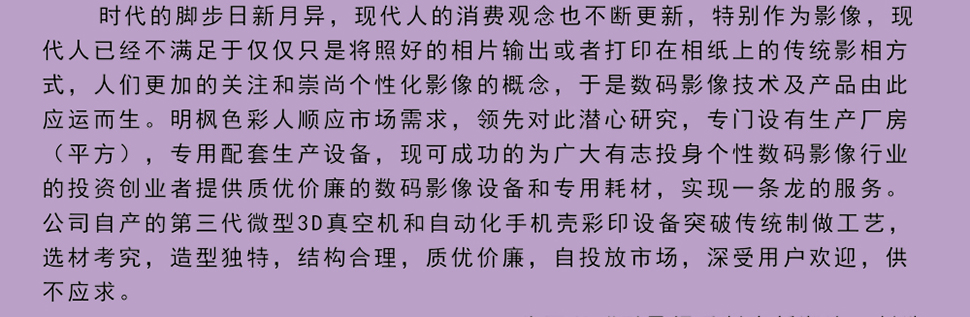 时代的脚步日新月异，现代人的消费观念也不断更新，特别作为影像，现
代人已经不满足于仅仅只是将照好的相片输出或者打印在相纸上的传统影相方
式，人们更加的关注和崇尚个性化影像的概念，于是数码影像技术及产品由此
应运而生。明枫色彩人顺应市场需求，领先对此潜心研究，专门设有生产厂房
（平方），专用配套生产设备，现可成功的为广大有志投身个性数码影像行业
的投资创业者提供质优价廉的数码影像设备和专用耗材，实现一条龙的服务。
公司自产的第三代微型3D真空机和自动化手机壳彩印设备突破传统制做工艺，
选材考究，造型独特，结构合理，质优价廉，自投放市场，深受用户欢迎，供
不应求。